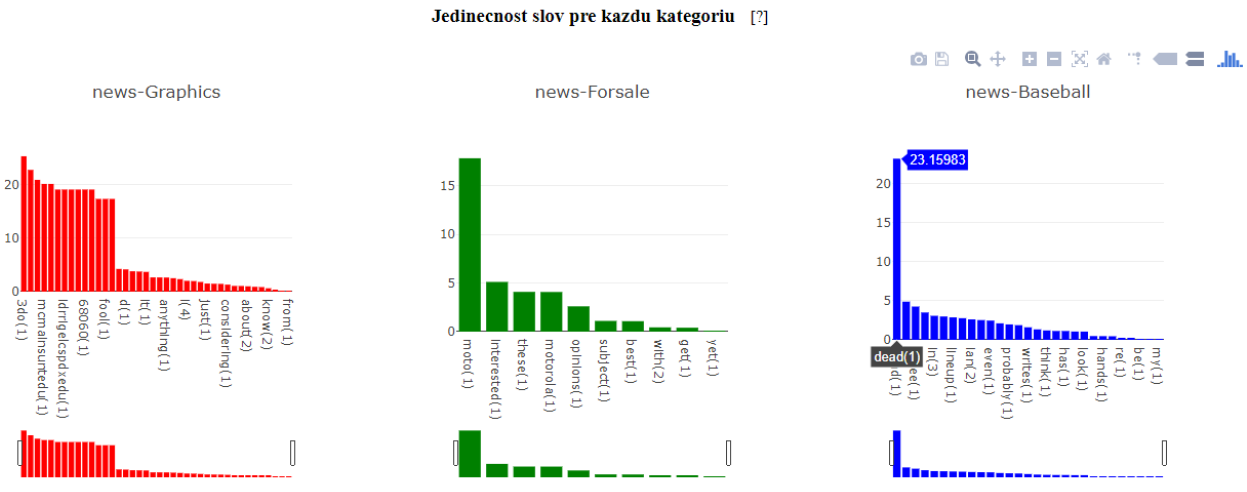 Jedinecnost slov pre kazdu kategoriu [?]
news-Graphics
news-Forsale
news-Baseball
20
10
0
3do(1)
mcmainsuntedu(1)
ldrrlgelcspdxedu(1)
68060(1)
fool(1)
d(1)
It(1)
anything(1)
I(4)
Just(1)
considering(1)
about(2)
know(2)
from(1)
15
10
5
0
moto(1)
Interested(1)
these(1)
motorola(1)
opinions(1)
subject(1)
best(1)
with(2)
get(1)
yet(1)
23.15983
20
15
10
5
0
dead(1)
In(3)
lineup(1)
Ian(2)
even(1)
probably(1)
writes(1)
think(1)
has(1)
look(1)
hands(1)
re(1)
be(1)
my(1)